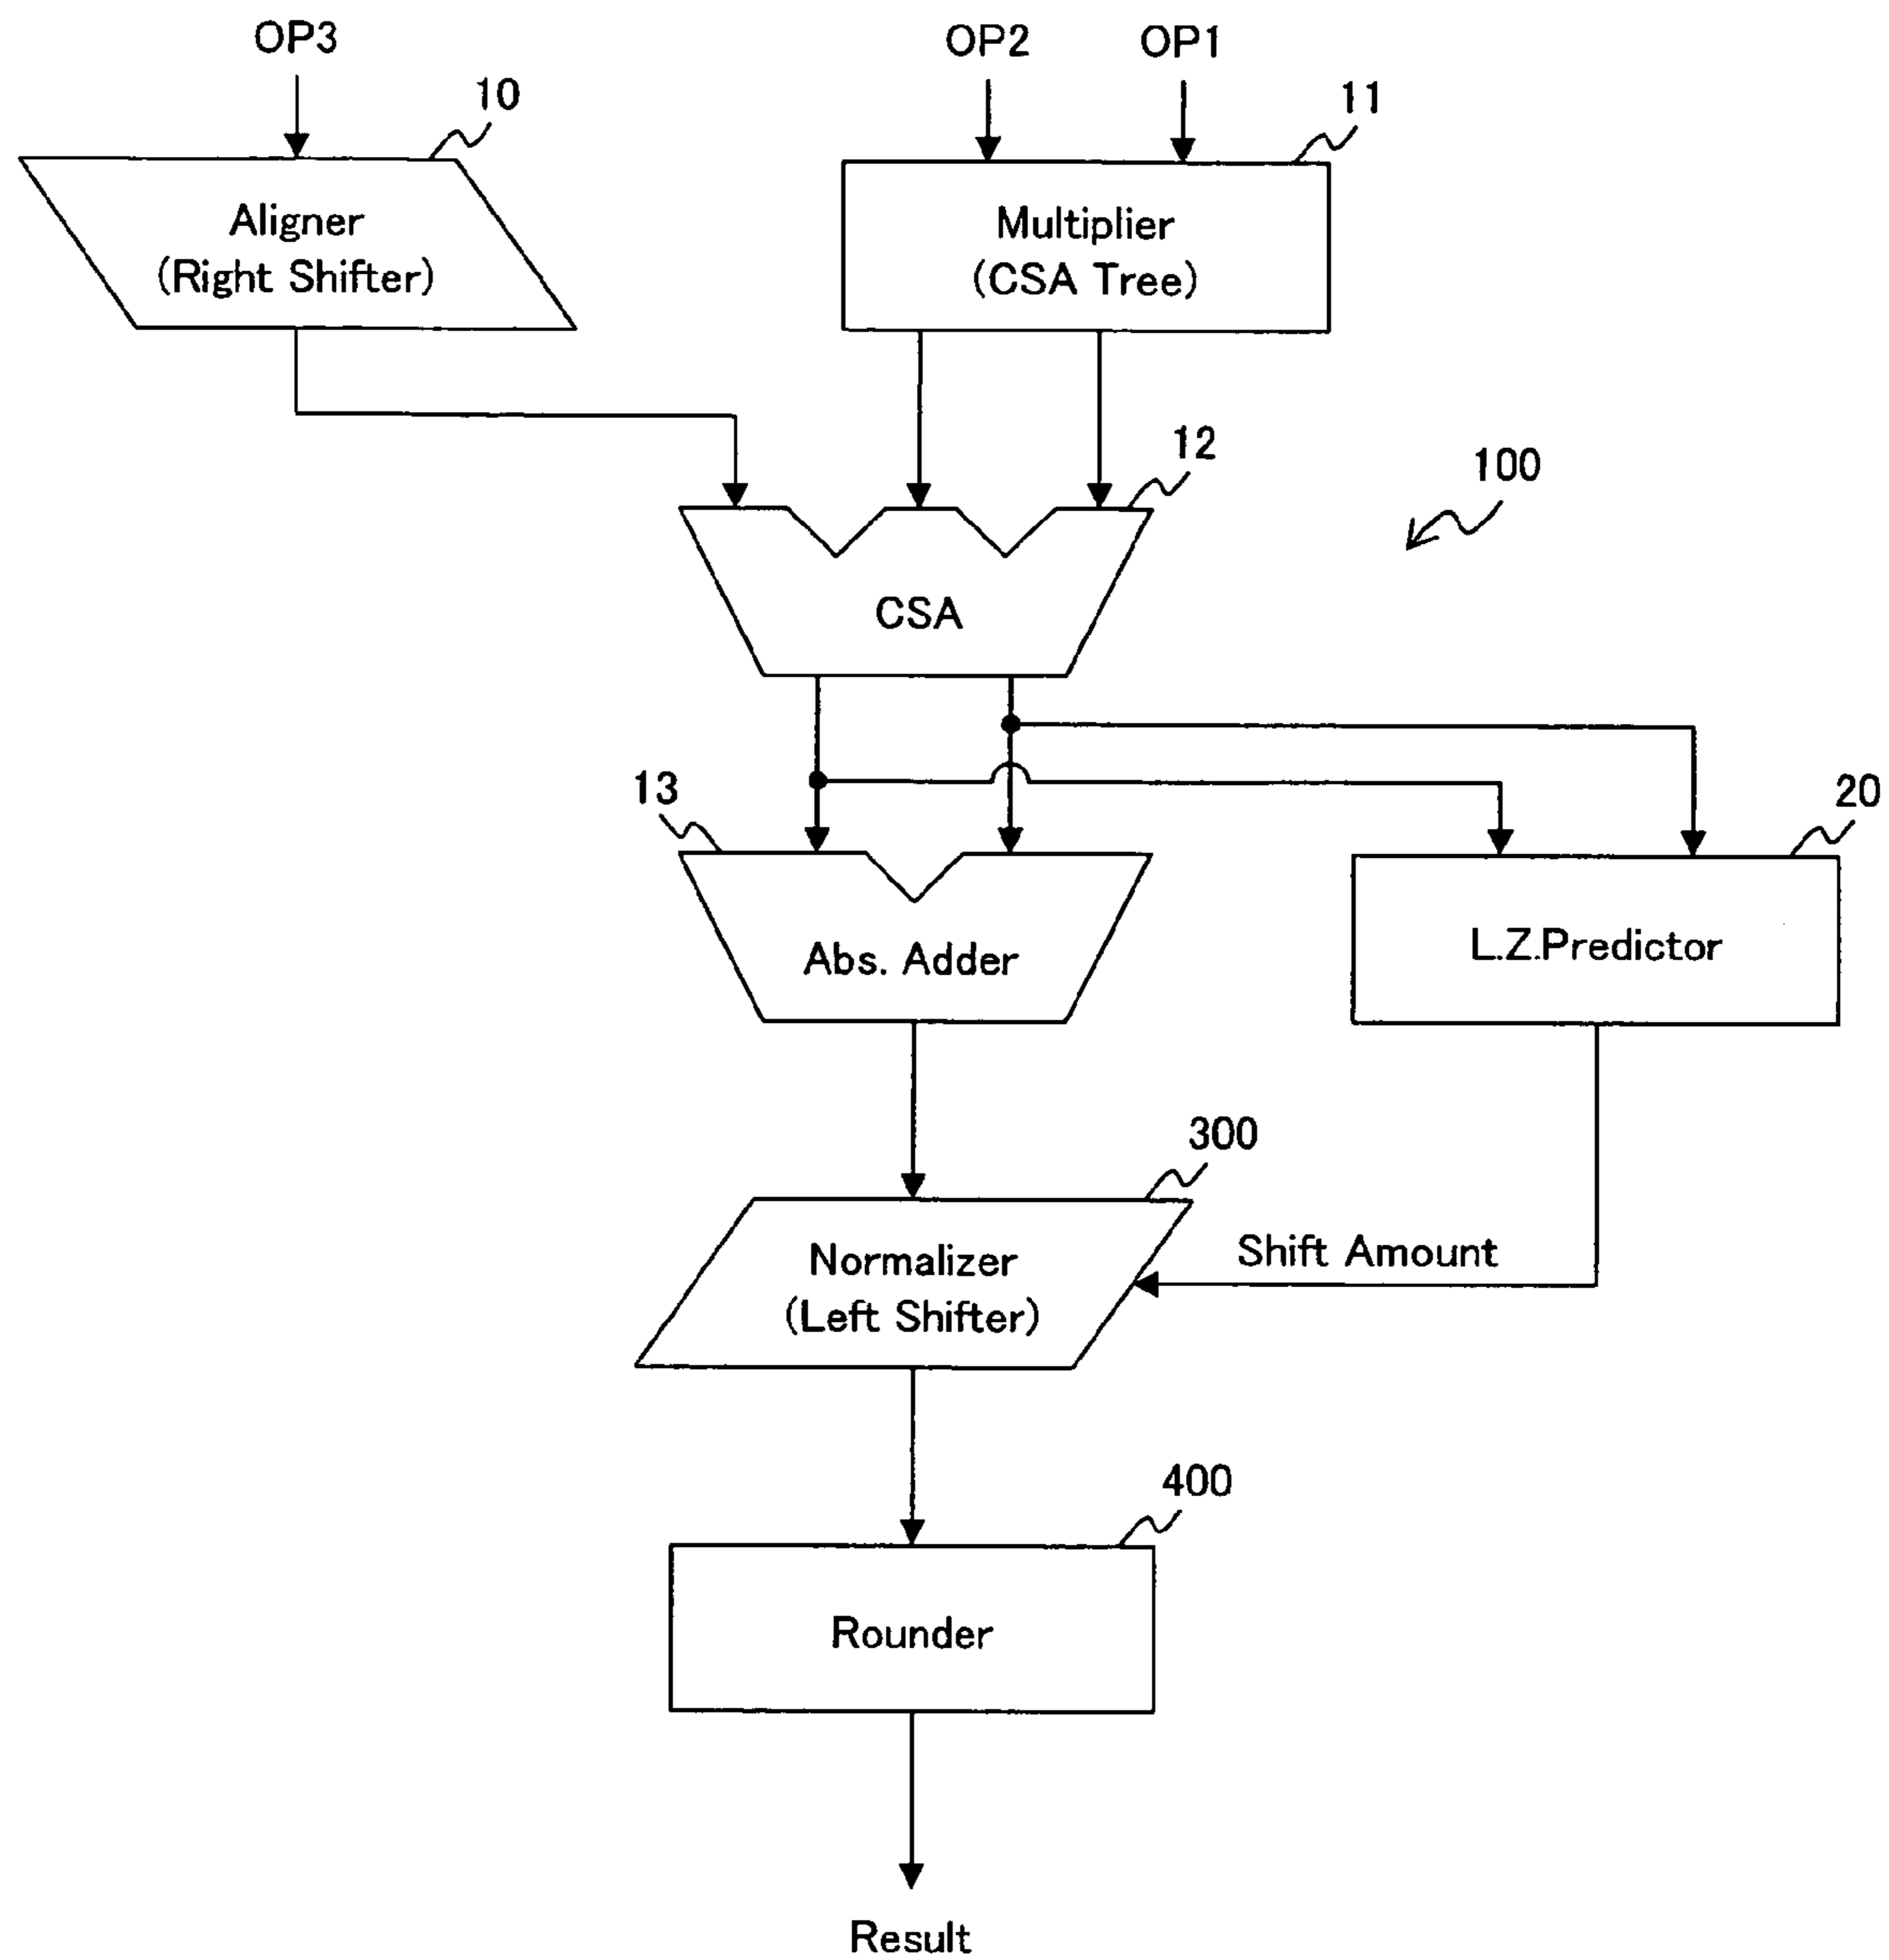 OP3
OP2
OP1
10
11
Aligner
(Right Shifter)
Multiplier
(CSA Tree)
12
100
CSA
13
20
Abs. Adder
L.Z.Predictor
300
Normalizer
(Left Shifter)
Shift Amount
400
Rounder
Result